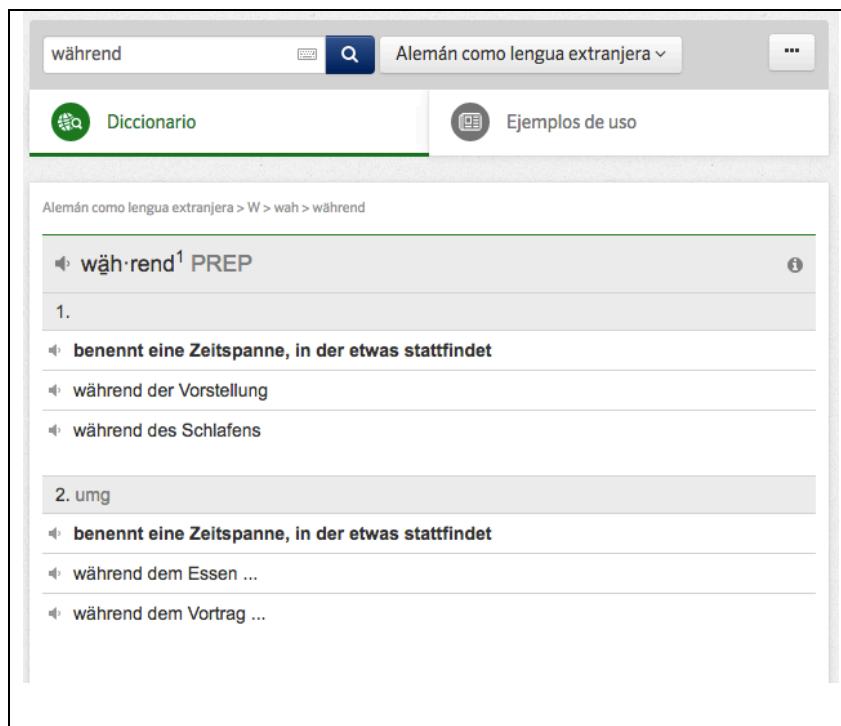 während
Alemán como lengua extranjera
Diccionario
Ejemplos de uso
Alemán como lengua extranjera > W > wah > während
wä̱h·rend¹ PREP
1.
benennt eine Zeitspanne, in der etwas stattfindet
während der Vorstellung
während des Schlafens
2. umg
benennt eine Zeitspanne, in der etwas stattfindet
während dem Essen ...
während dem Vortrag ...